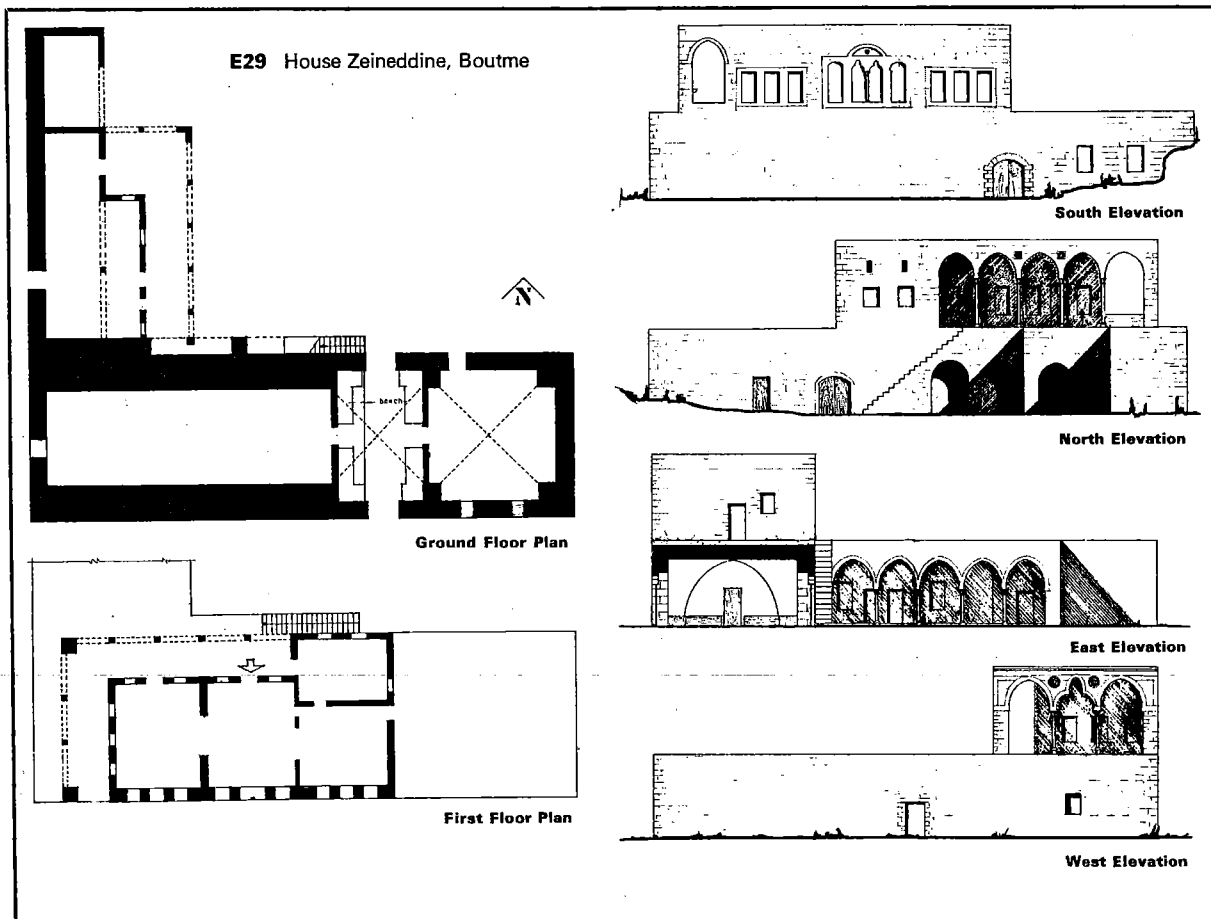 E29 House Zeineddine, Boutme
N
bench
Ground Floor Plan
First Floor Plan
South Elevation
North Elevation
East Elevation
West Elevation